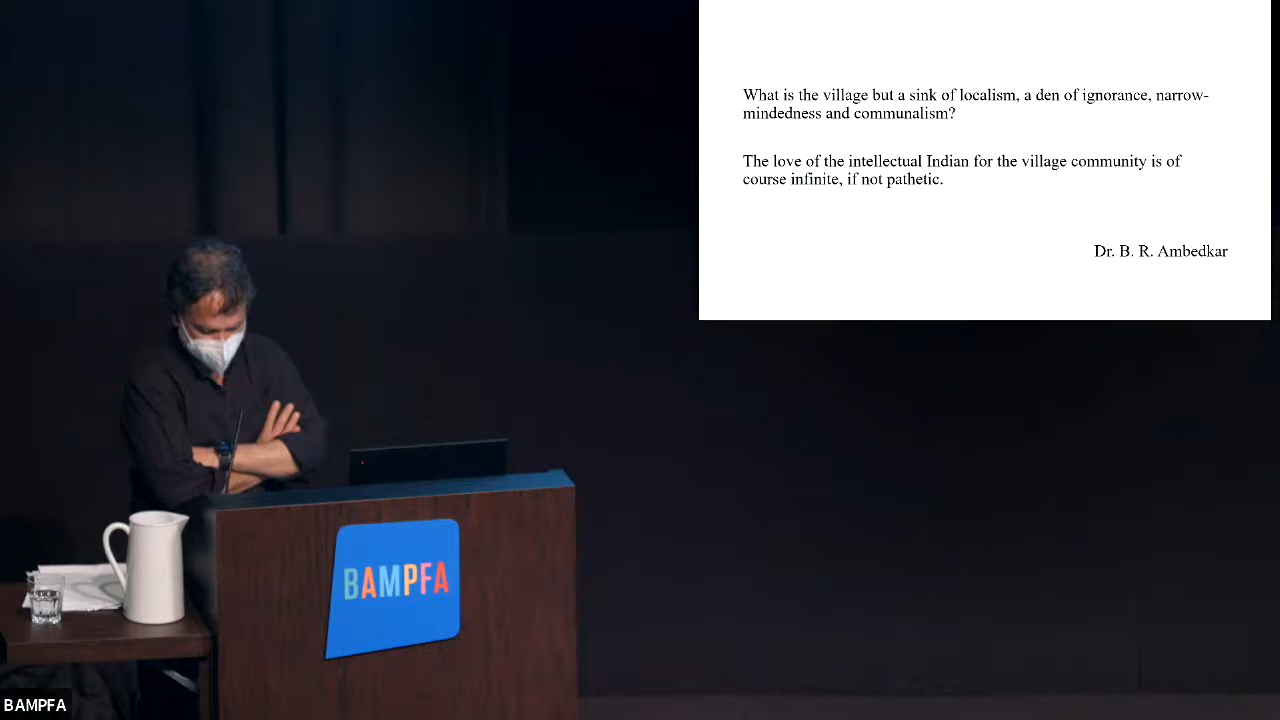 What is the village but a sink of localism, a den of ignorance, narrow-
mindedness and communalism?
The love of the intellectual Indian for the village community is of
course infinite, if not pathetic.
Dr. B. R. Ambedkar
BAMPFA
BAMPFA